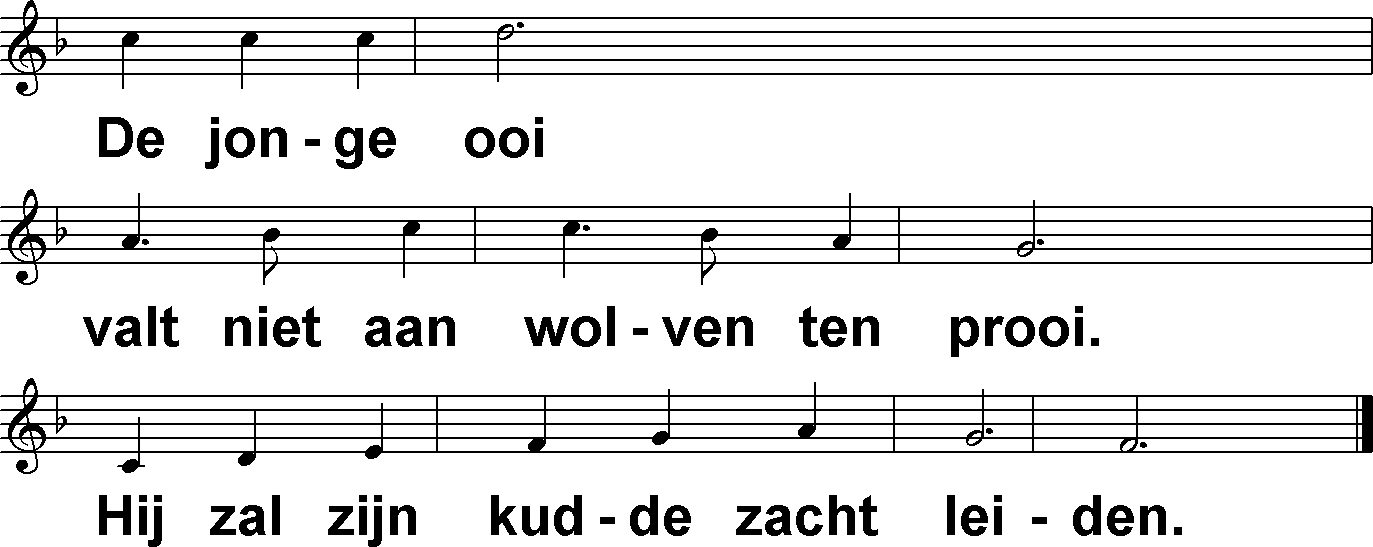 De jon - ge ooi
valt niet aan wol - ven ten prooi.
Hij zal zijn kud - de zacht lei - den.